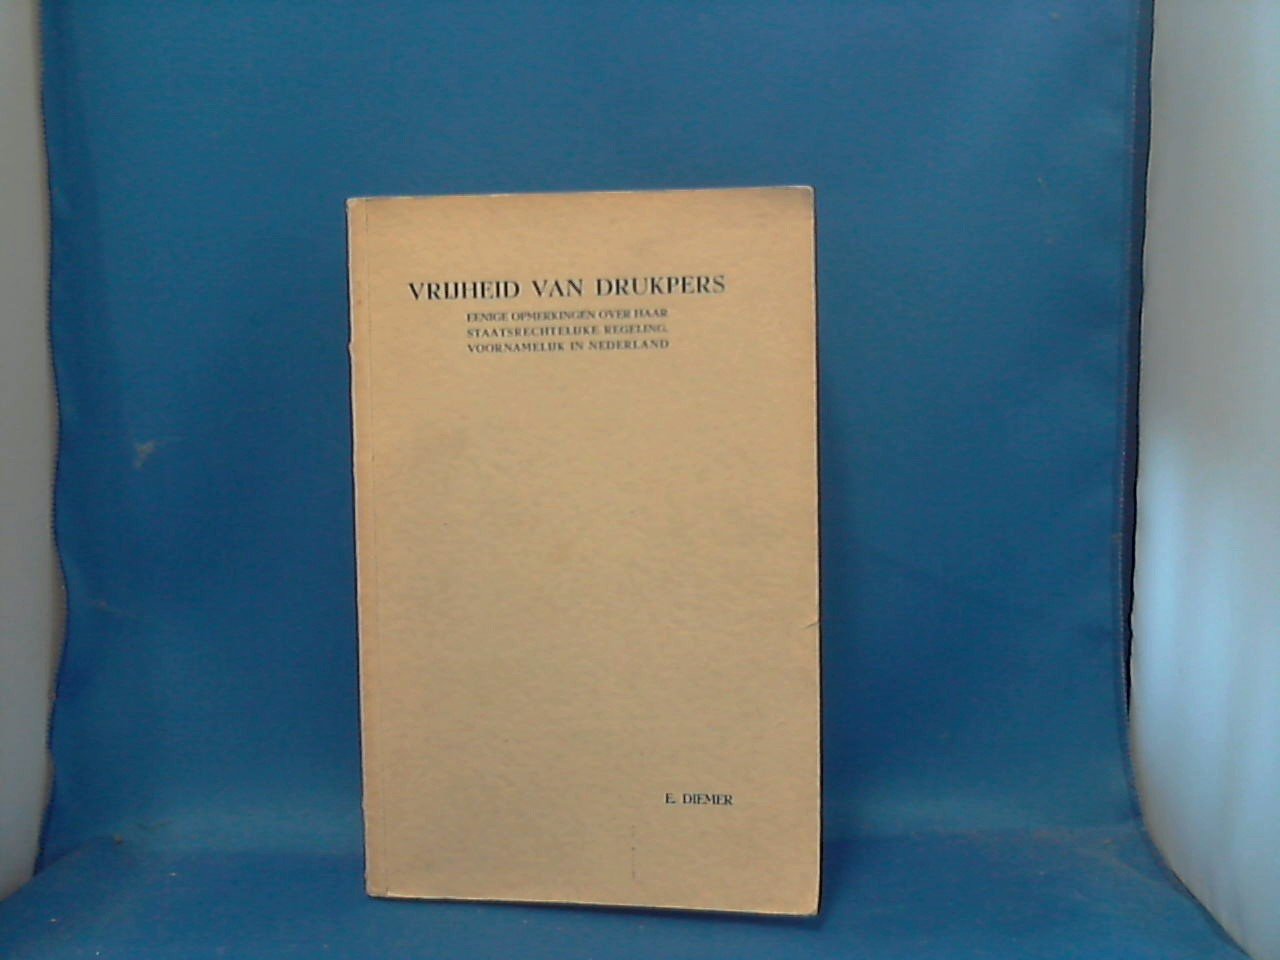 VRIJHEID VAN DRUKPERS
EENIGE OPMERKINGEN OVER HAAR
STAATSRECHTELIJKE REGELING,
VOORNAMELIJK IN NEDERLAND
E. DIEMER